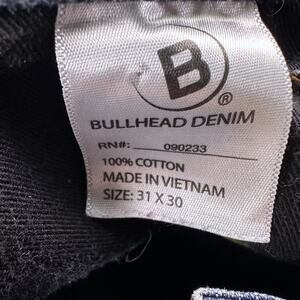 B
®
BULLHEAD DENIM
RN#: 090233
100% COTTON
MADE IN VIETNAM
SIZE: 31 X 30